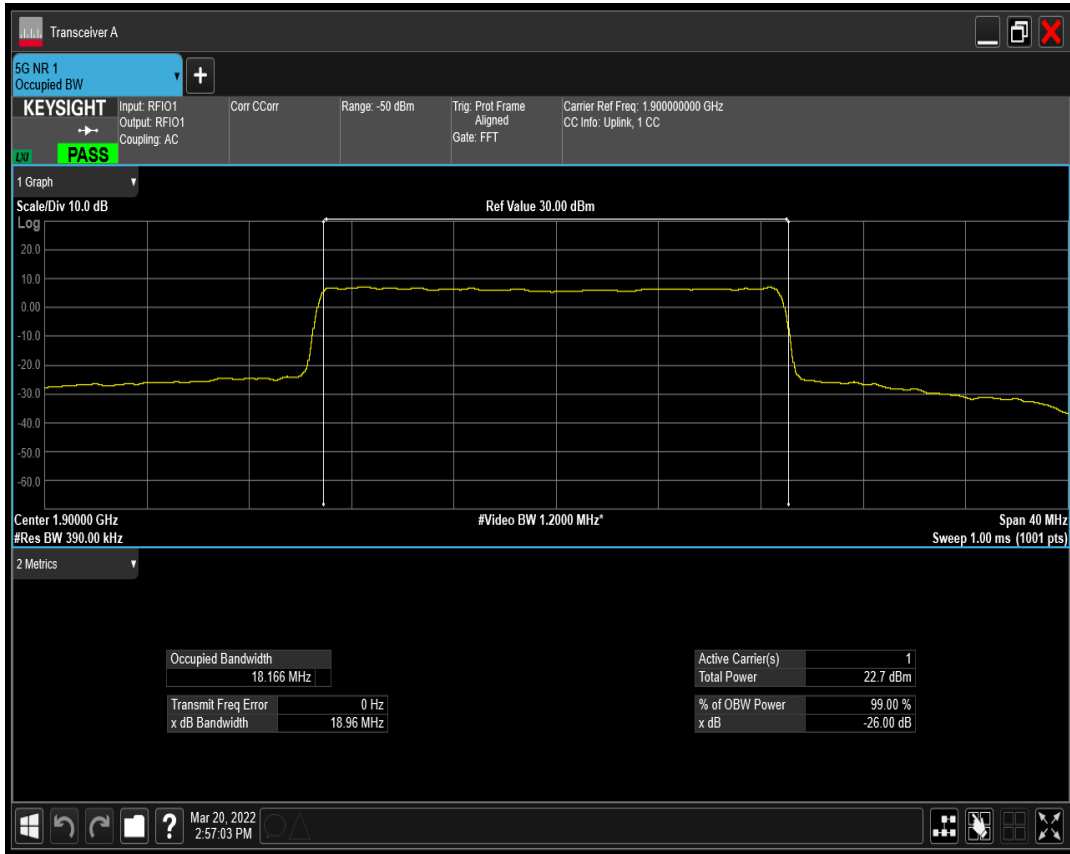 Transceiver A
5G NR 1
Occupied BW
+
KEYSIGHT
LXI
PASS
Input: RFIO1
Output: RFIO1
Coupling: AC
Corr CCorr
Range: -50 dBm
Trig: Prot Frame
Aligned
Gate: FFT
Carrier Ref Freq: 1.900000000 GHz
CC Info: Uplink, 1 CC
1 Graph
Scale/Div 10.0 dB
Ref Value 30.00 dBm
Log
20.0
10.0
0.00
-10.0
-20.0
-30.0
-40.0
-50.0
-60.0
Center 1.90000 GHz
#Video BW 1.2000 MHz*
Span 40 MHz
#Res BW 390.00 kHz
Sweep 1.00 ms (1001 pts)
2 Metrics
Occupied Bandwidth
18.166 MHz
Transmit Freq Error 0 Hz
x dB Bandwidth 18.96 MHz
Active Carrier(s) 1
Total Power 22.7 dBm
% of OBW Power 99.00 %
x dB -26.00 dB
?
Mar 20, 2022
2:57:03 PM